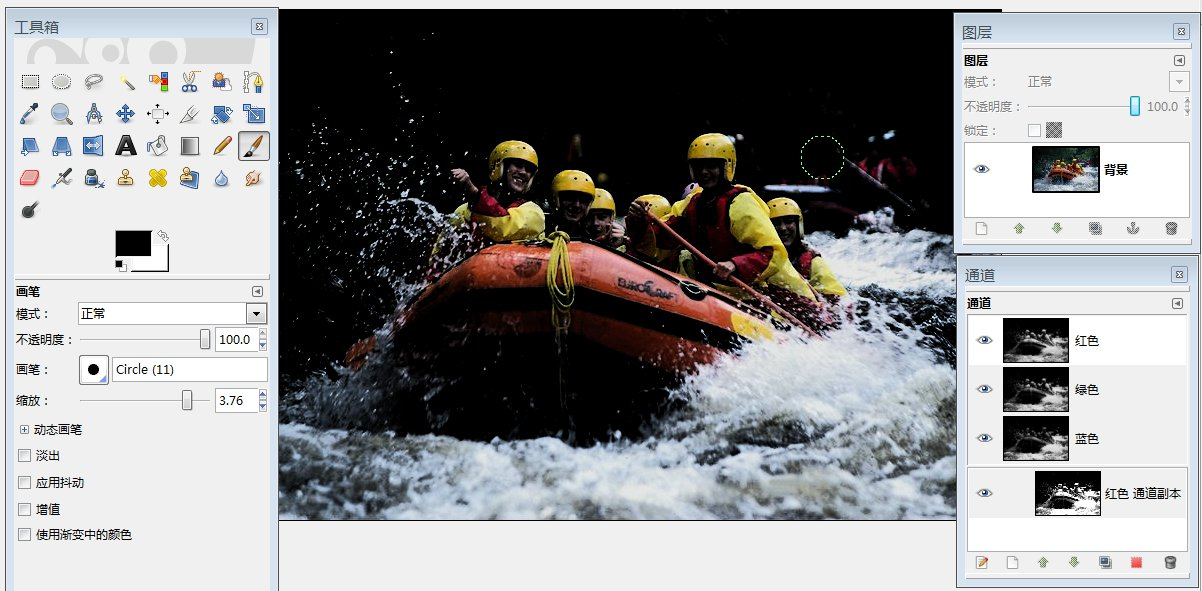 工具箱
画笔
模式：
正常
不透明度：
100.0
画笔：
Circle (11)
缩放：
3.76
动态画笔
淡出
应用抖动
增值
使用渐变中的颜色
EUROCRAFT
图层
图层
模式：
正常
不透明度：
100.0
锁定：
背景
通道
通道
红色
绿色
蓝色
红色 通道副本